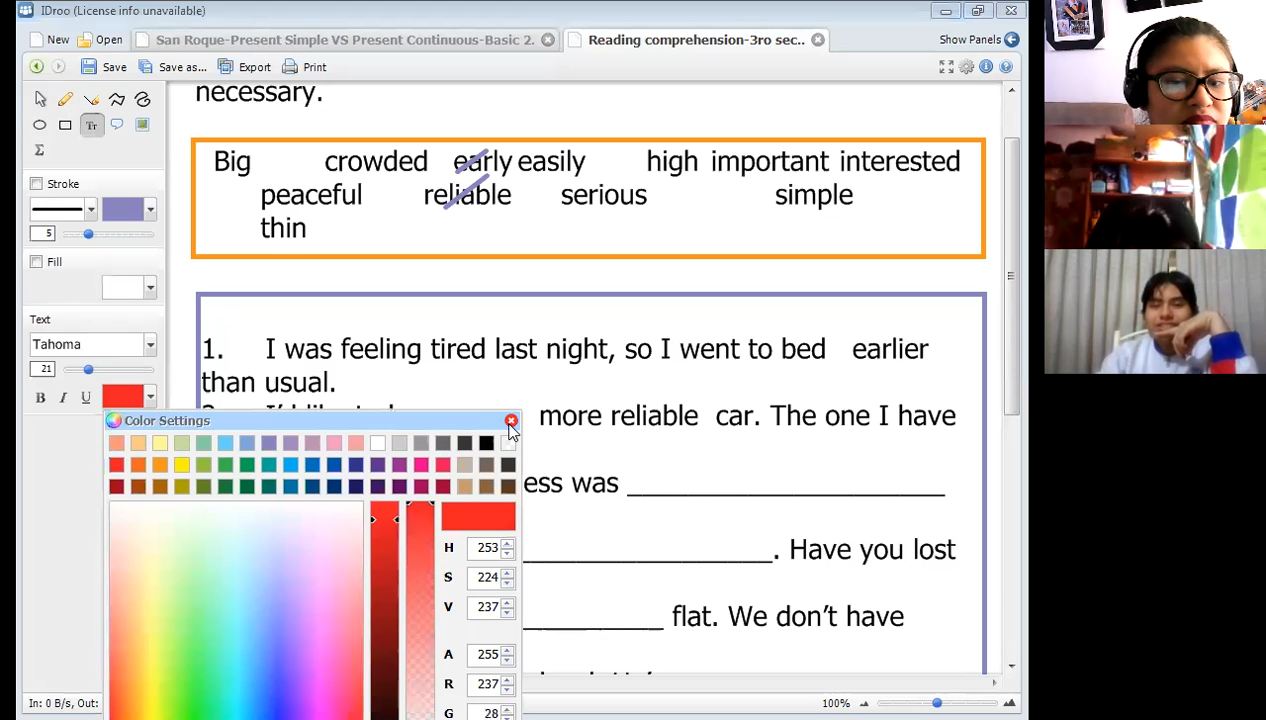 IDroo (License info unavailable)
New Open San Roque-Present Simple VS Present Continuous-Basic 2. Reading comprehension-3ro sec.. Show Panels
Save Save as... Export Print
necessary.
Tr
Big crowded early easily high important interested
peaceful reliable serious simple
thin
Stroke
5
Fill
Text
Tahoma
21
B I U
1. I was feeling tired last night, so I went to bed earlier
than usual.
more reliable car. The one I have
Color Settings
ess was ______________________
__________________. Have you lost
__________ flat. We don't have
H 253
S 224
V 237
A 255
R 237
G 28
In: 0 B/s, Out:
100%